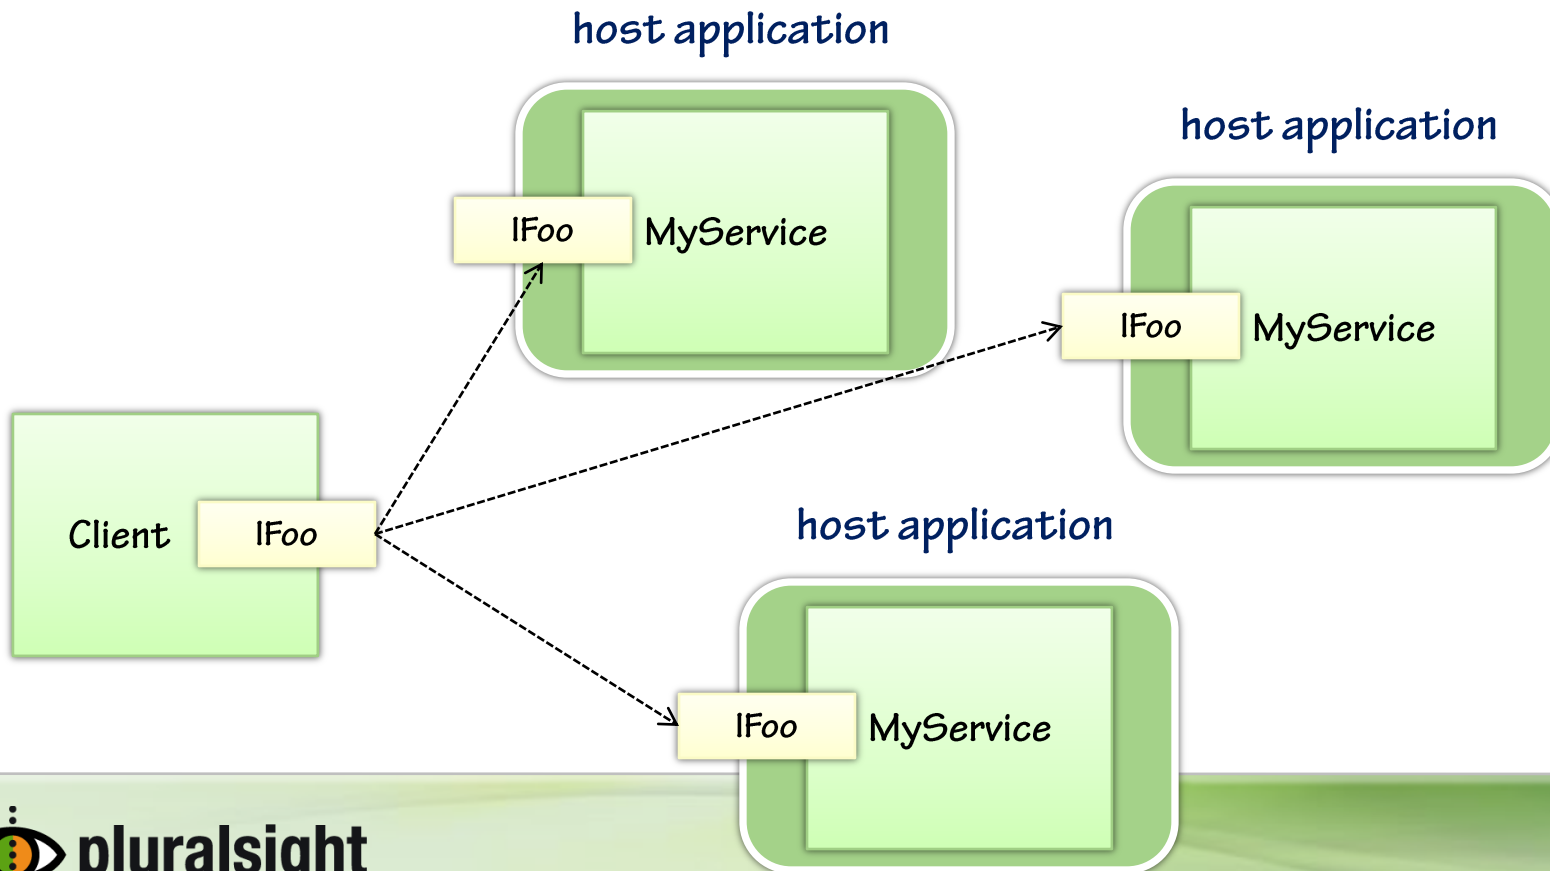 host application
host application
IFoo
MyService
IFoo
MyService
host application
Client
IFoo
IFoo
MyService
pluralsight